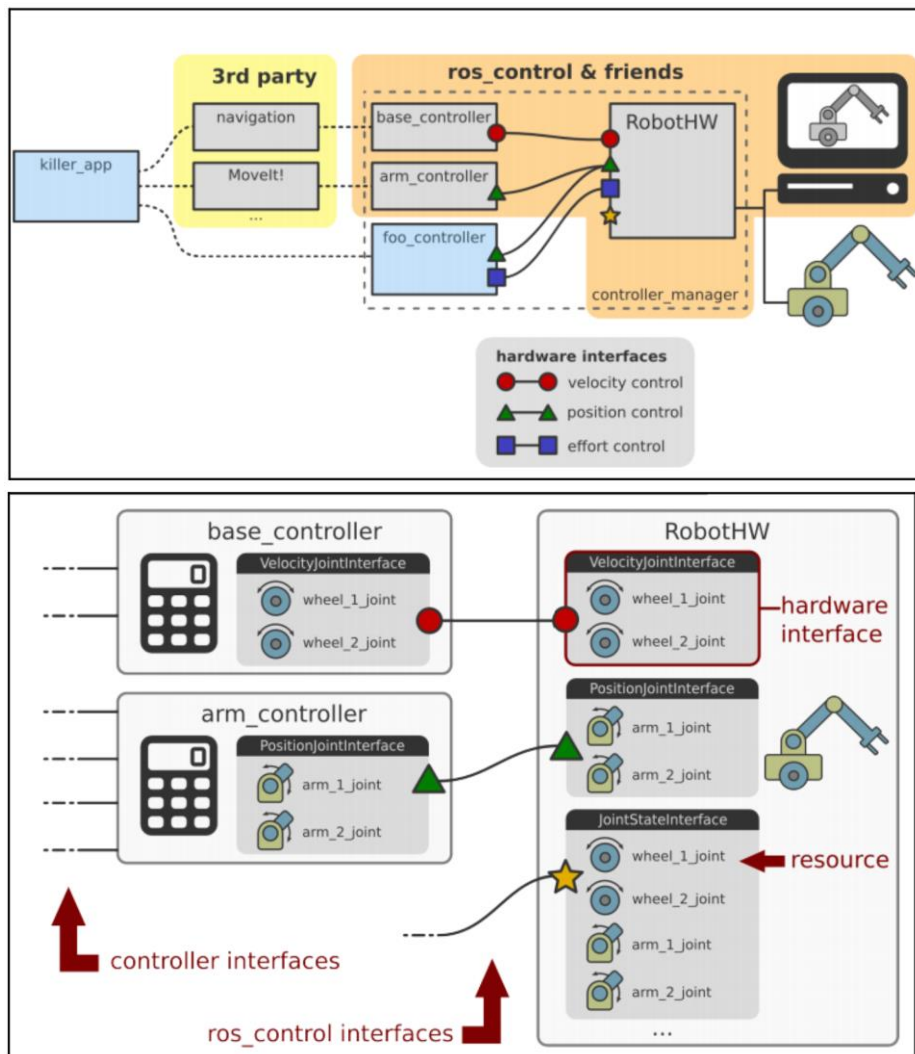 3rd party
ros_control & friends
killer_app
navigation
MoveIt!
...
base_controller
arm_controller
foo_controller
RobotHW
controller_manager
hardware interfaces
velocity control
position control
effort control
base_controller
VelocityJointInterface
wheel_1_joint
wheel_2_joint
0
arm_controller
PositionJointInterface
arm_1_joint
arm_2_joint
0
RobotHW
VelocityJointInterface
wheel_1_joint
wheel_2_joint
hardware
interface
PositionJointInterface
arm_1_joint
arm_2_joint
JointStateInterface
wheel_1_joint
wheel_2_joint
arm_1_joint
arm_2_joint
...
resource
controller interfaces
ros_control interfaces